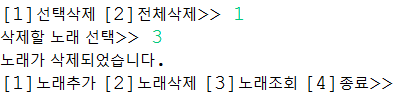 [1]선택삭제 [2]전체삭제>> 1
삭제할 노래 선택>> 3
노래가 삭제되었습니다.
[1]노래추가 [2]노래삭제 [3]노래조회 [4]종료>>